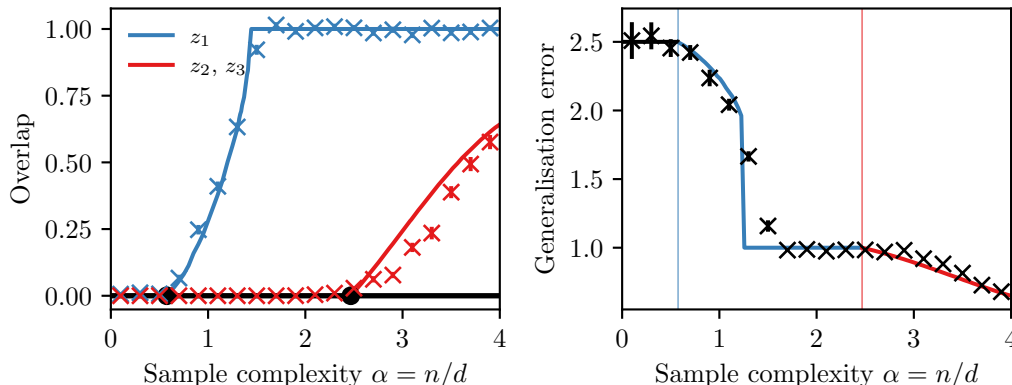 Overlap
1.00
0.75
0.50
0.25
0.00
z1
z2, z3
0 1 2 3 4
Sample complexity α = n/d
Generalisation error
2.5
2.0
1.5
1.0
0 1 2 3 4
Sample complexity α = n/d